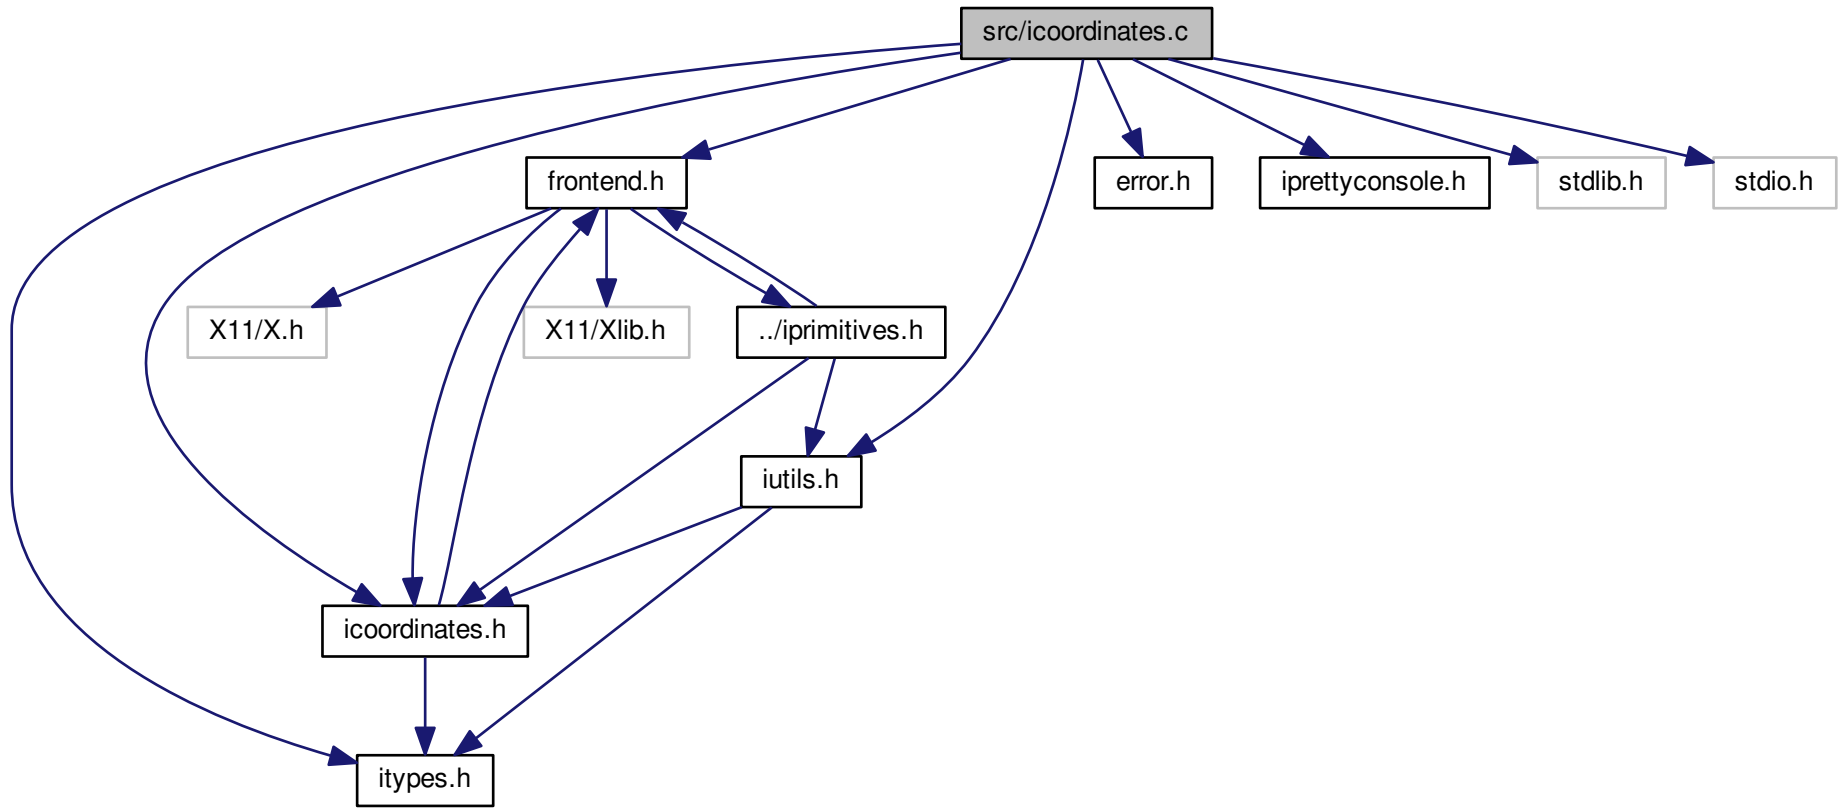 src/icoordinates.c
frontend.h
error.h
iprettyconsole.h
stdlib.h
stdio.h
X11/X.h
X11/Xlib.h
../iprimitives.h
iutils.h
icoordinates.h
itypes.h